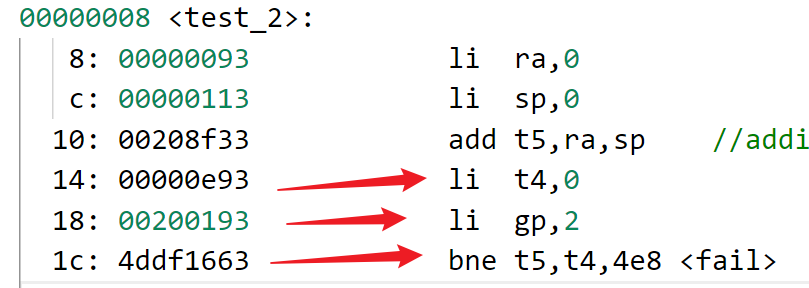 00000008 <test_2>:
8: 00000093 li ra,0
c: 00000113 li sp,0
10: 00208f33 add t5,ra,sp //addi
14: 00000e93 li t4,0
18: 00200193 li gp,2
1c: 4ddf1663 bne t5,t4,4e8 <fail>